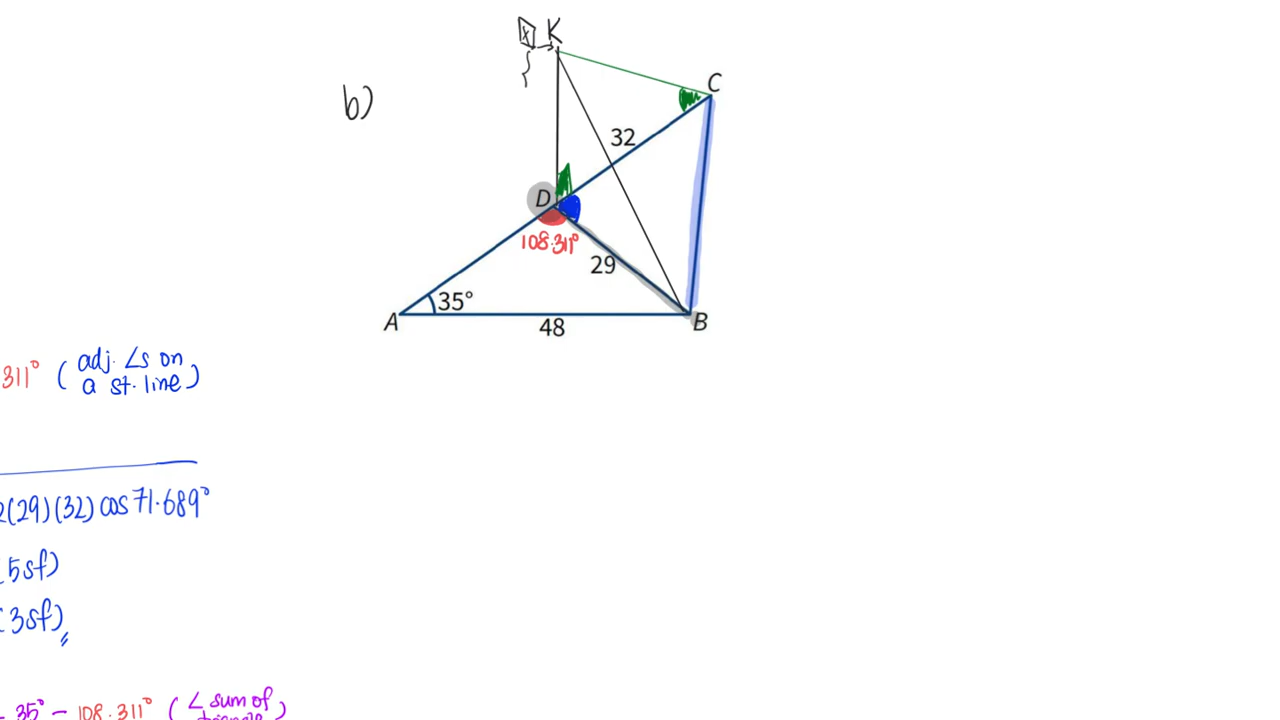 K
b)
C
32
D
108.311°
29
35°
A
B
48
311° ( adj. ∠s on
a st. line )
2(29)(32) cos 71.689°
(5sf)
(3sf)
35° - 108.311° ( ∠ sum of